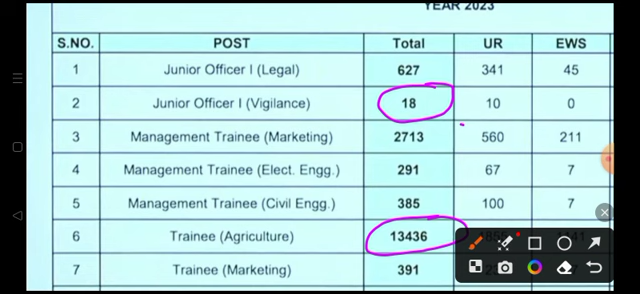 YEAR 2023
S.NO. POST Total UR EWS
1 Junior Officer I (Legal) 627 341 45
2 Junior Officer I (Vigilance) 18 10 0
3 Management Trainee (Marketing) 2713 560 211
4 Management Trainee (Elect. Engg.) 291 67 7
5 Management Trainee (Civil Engg.) 385 100 7
6 Trainee (Agriculture) 13436
7 Trainee (Marketing) 391